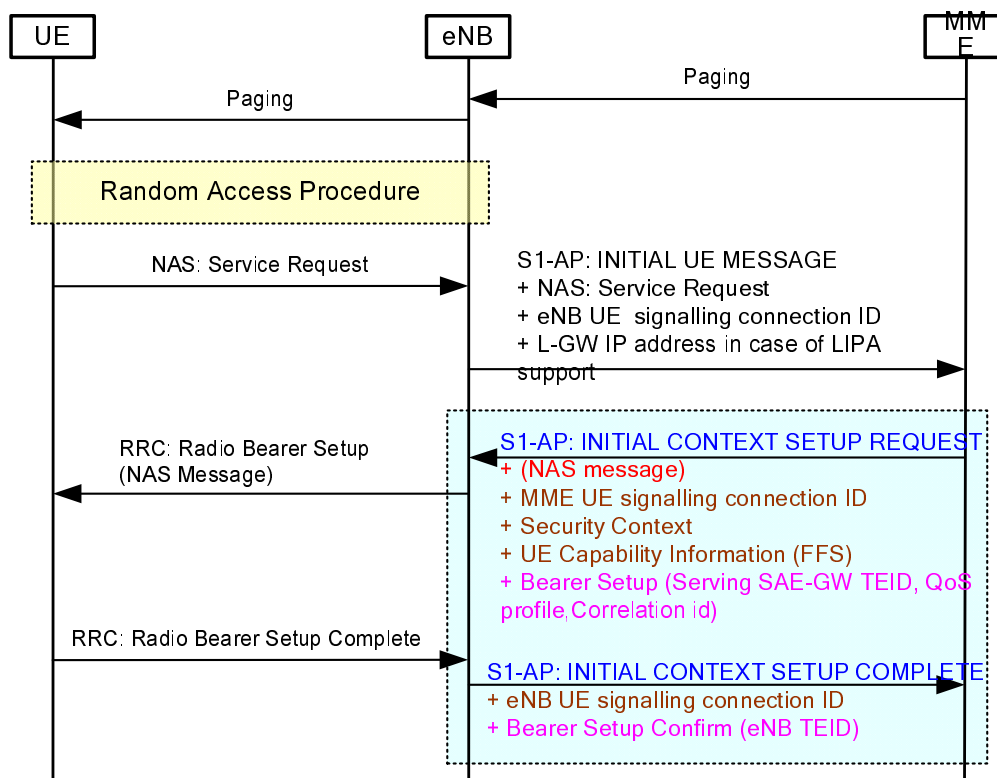 UE
eNB
MM
E
Paging
Paging
Random Access Procedure
NAS: Service Request
S1-AP: INITIAL UE MESSAGE
+ NAS: Service Request
+ eNB UE  signalling connection ID
+ L-GW IP address in case of LIPA
support
RRC: Radio Bearer Setup
(NAS Message)
S1-AP: INITIAL CONTEXT SETUP REQUEST
+ (NAS message)
+ MME UE signalling connection ID
+ Security Context
+ UE Capability Information (FFS)
+ Bearer Setup (Serving SAE-GW TEID, QoS
profile,Correlation id)
RRC: Radio Bearer Setup Complete
S1-AP: INITIAL CONTEXT SETUP COMPLETE
+ eNB UE signalling connection ID
+ Bearer Setup Confirm (eNB TEID)